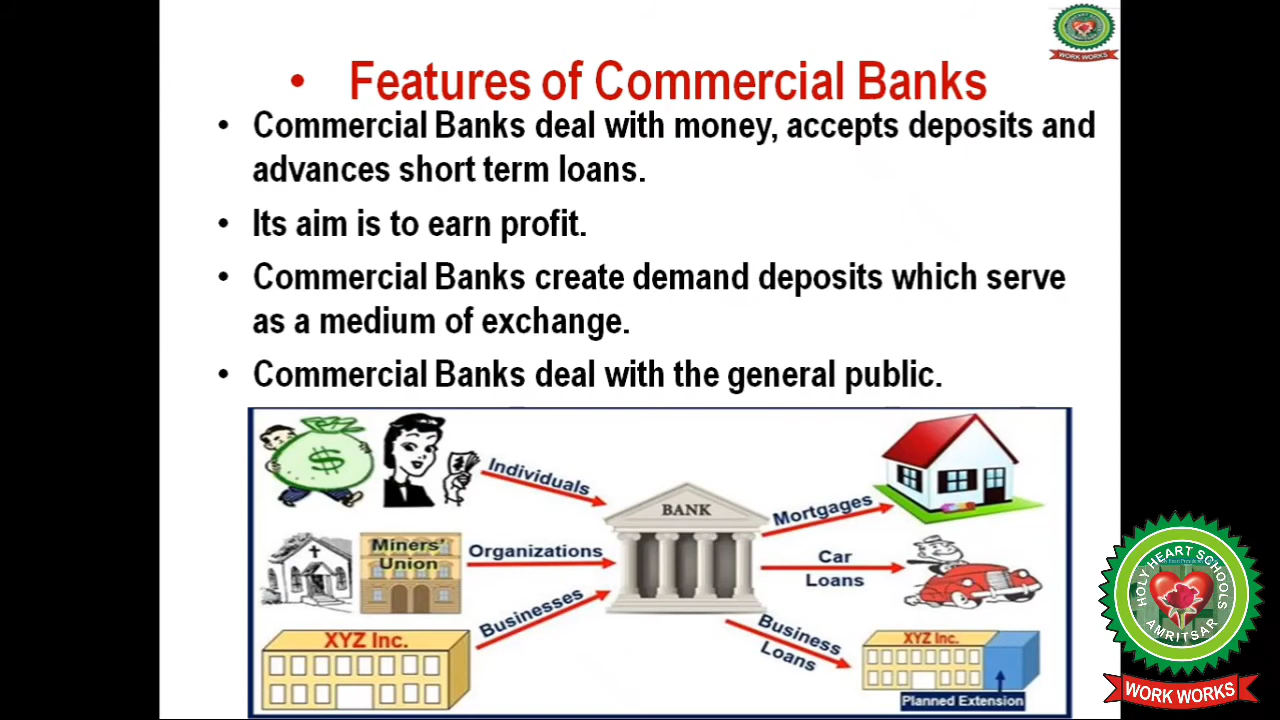 WORK WORKS
• Features of Commercial Banks
• Commercial Banks deal with money, accepts deposits and
advances short term loans.
• Its aim is to earn profit.
• Commercial Banks create demand deposits which serve
as a medium of exchange.
• Commercial Banks deal with the general public.
$
Individuals
BANK
Mortgages
Miners'
Union
Organizations
Car
Loans
Businesses
Business
Loans
XYZ Inc.
XYZ Inc.
Planned Extension
HOLY HEART SCHOOLS
AMRITSAR
WORK WORKS